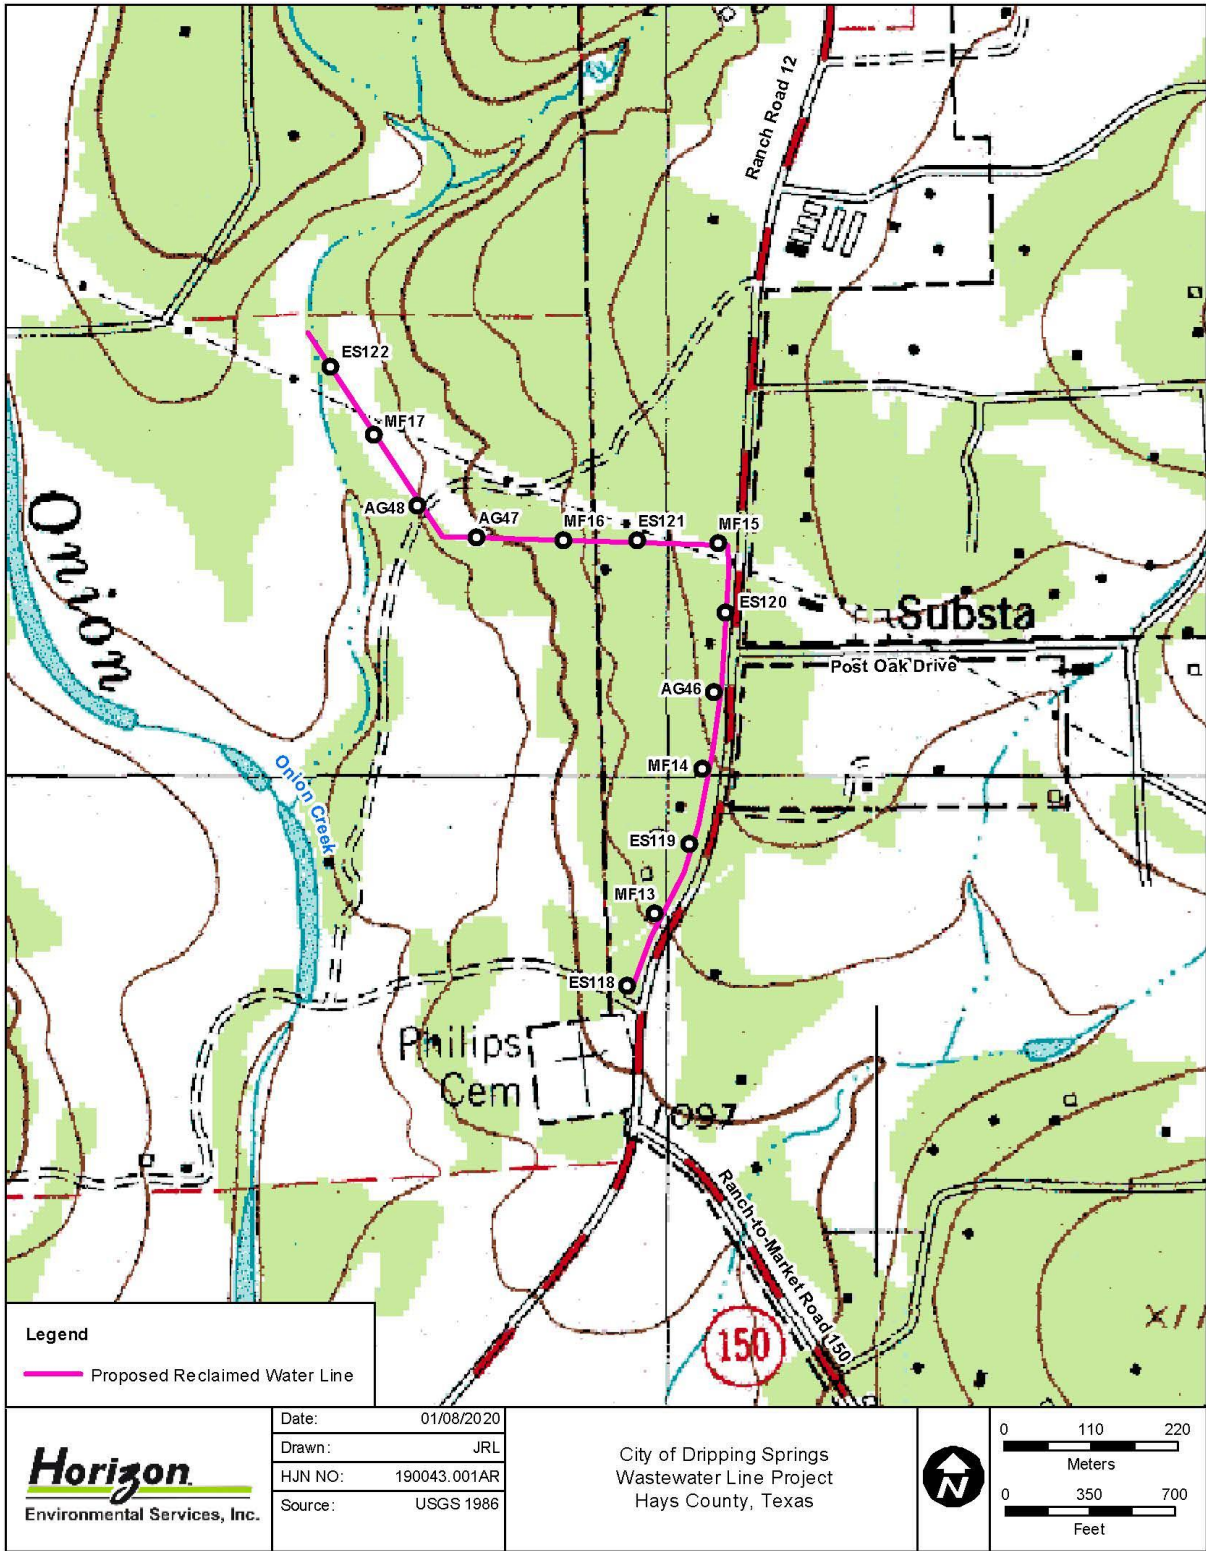 Ranch Road 12
ES122
MF17
AG48
AG47
MF16
ES121
MF15
Onion
ES120
Substa
Post Oak Drive
AG46
MF14
Onion Creek
ES119
MF13
ES118
Philips
Cem
1097
Ranch-to-Market Road 150
150
Legend
Proposed Reclaimed Water Line
Horizon
Environmental Services, Inc.
Date: 01/08/2020
Drawn: JRL
HJN NO: 190043.001AR
Source: USGS 1986
City of Dripping Springs
Wastewater Line Project
Hays County, Texas
N
0 110 220
Meters
0 350 700
Feet